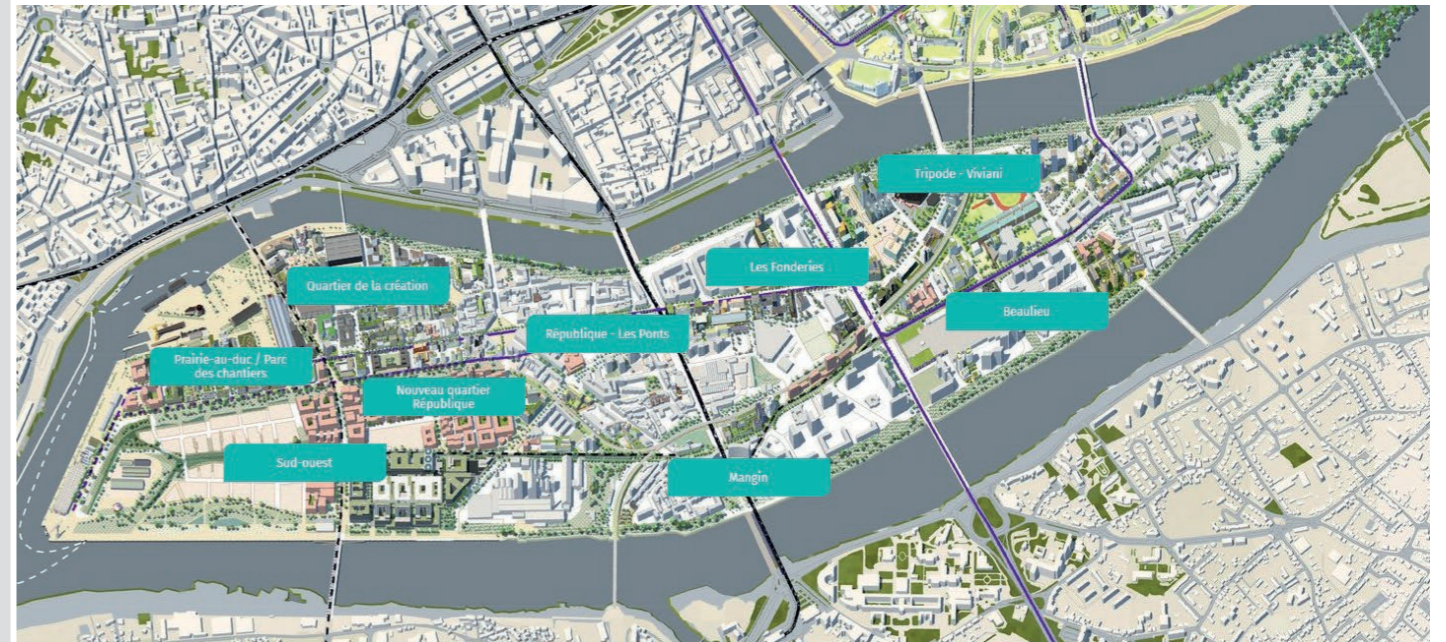 Tripode - Viviani
Les Fonderies
Quartier de la création
Beaulieu
République - Les Ponts
Prairie-au-duc / Parc
des chantiers
Nouveau quartier
République
Sud-ouest
Mangin